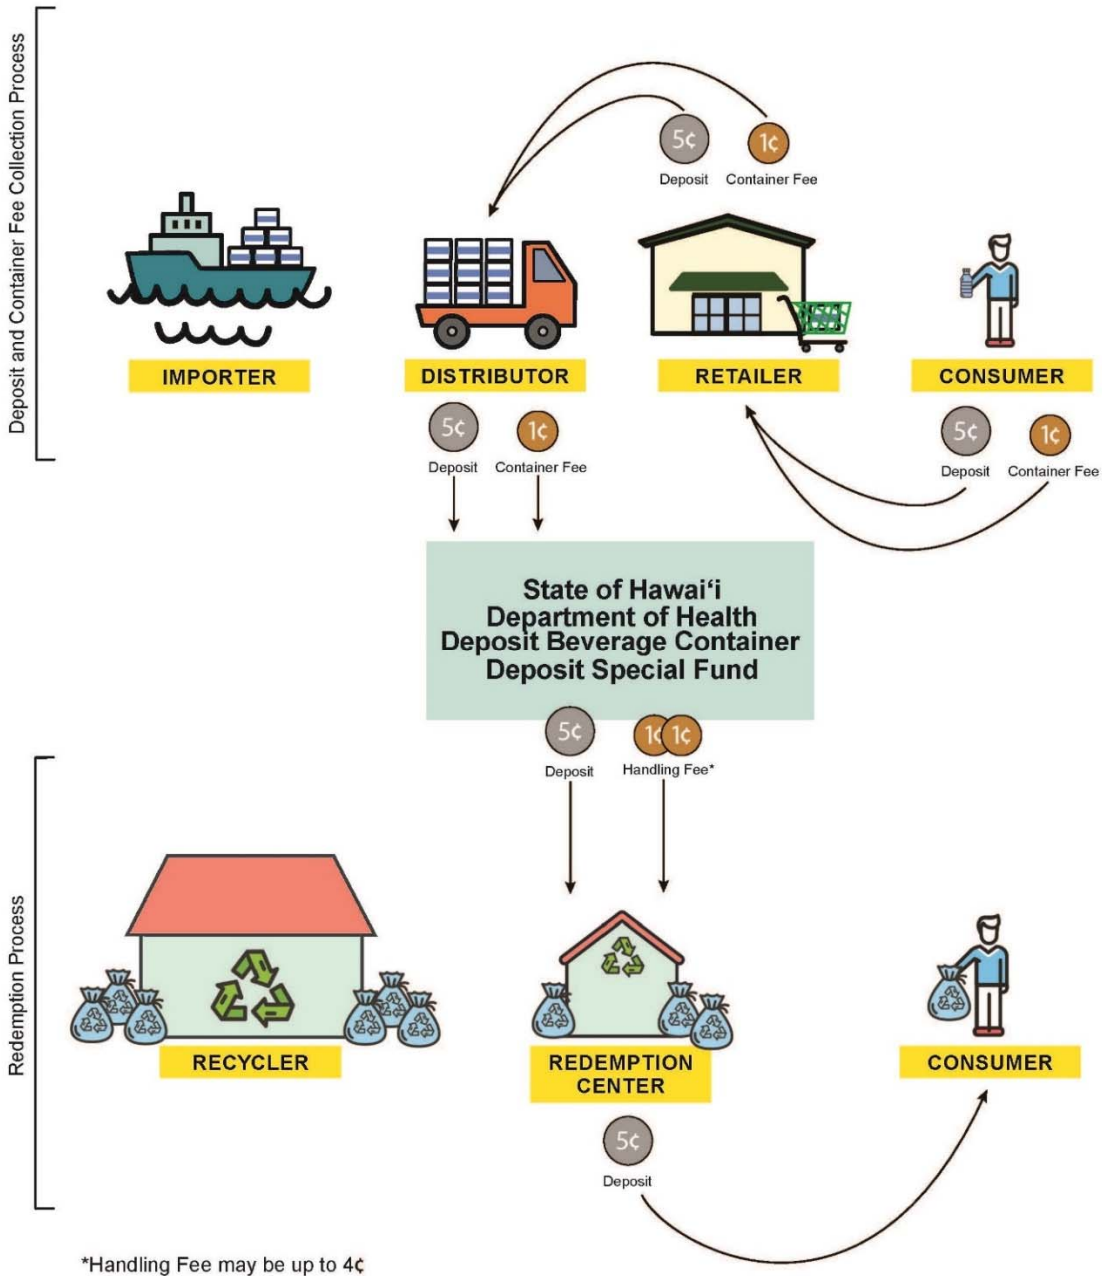 Deposit and Container Fee Collection Process
5¢
1¢
Deposit
Container Fee
IMPORTER
DISTRIBUTOR
RETAILER
CONSUMER
5¢
1¢
Deposit
Container Fee
5¢
1¢
Deposit
Container Fee
State of Hawaiʻi
Department of Health
Deposit Beverage Container
Deposit Special Fund
5¢
1¢
1¢
Deposit
Handling Fee*
Redemption Process
RECYCLER
REDEMPTION
CENTER
CONSUMER
5¢
Deposit
*Handling Fee may be up to 4¢